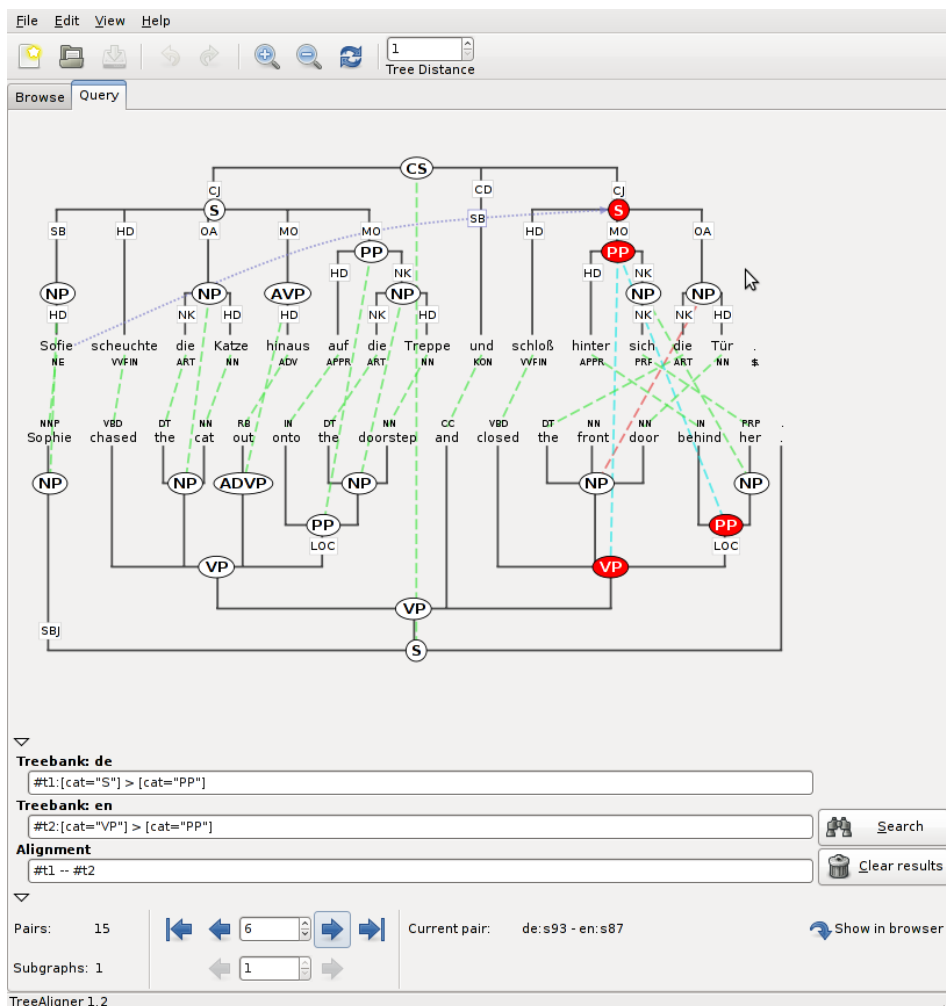 File Edit View Help
1
Tree Distance
Browse Query
CS
CJ CD CJ
S SB S
SB HD OA MO MO HD MO OA
PP PP
HD NK HD NK
NP NP AVP NP NP NP
HD NK HD HD NK HD NK NK HD
Sofie scheuchte die Katze hinaus auf die Treppe und schloß hinter sich die Tür .
NE VVFIN ART NN ADV APPR ART NN KON VVFIN APPR PRF ART NN $.
NNP VBD DT NN RB IN DT NN CC VBD DT NN NN IN PRP .
Sophie chased the cat out onto the doorstep and closed the front door behind her .
NP NP ADVP NP NP NP
PP PP
LOC LOC
VP VP
VP
SBJ
S
Treebank: de
#t1:[cat="S"] > [cat="PP"]
Treebank: en
#t2:[cat="VP"] > [cat="PP"]
Search
Alignment
#t1 -- #t2
Clear results
Pairs: 15 6 Current pair: de:s93 - en:s87 Show in browser
Subgraphs: 1 1
TreeAligner 1.2